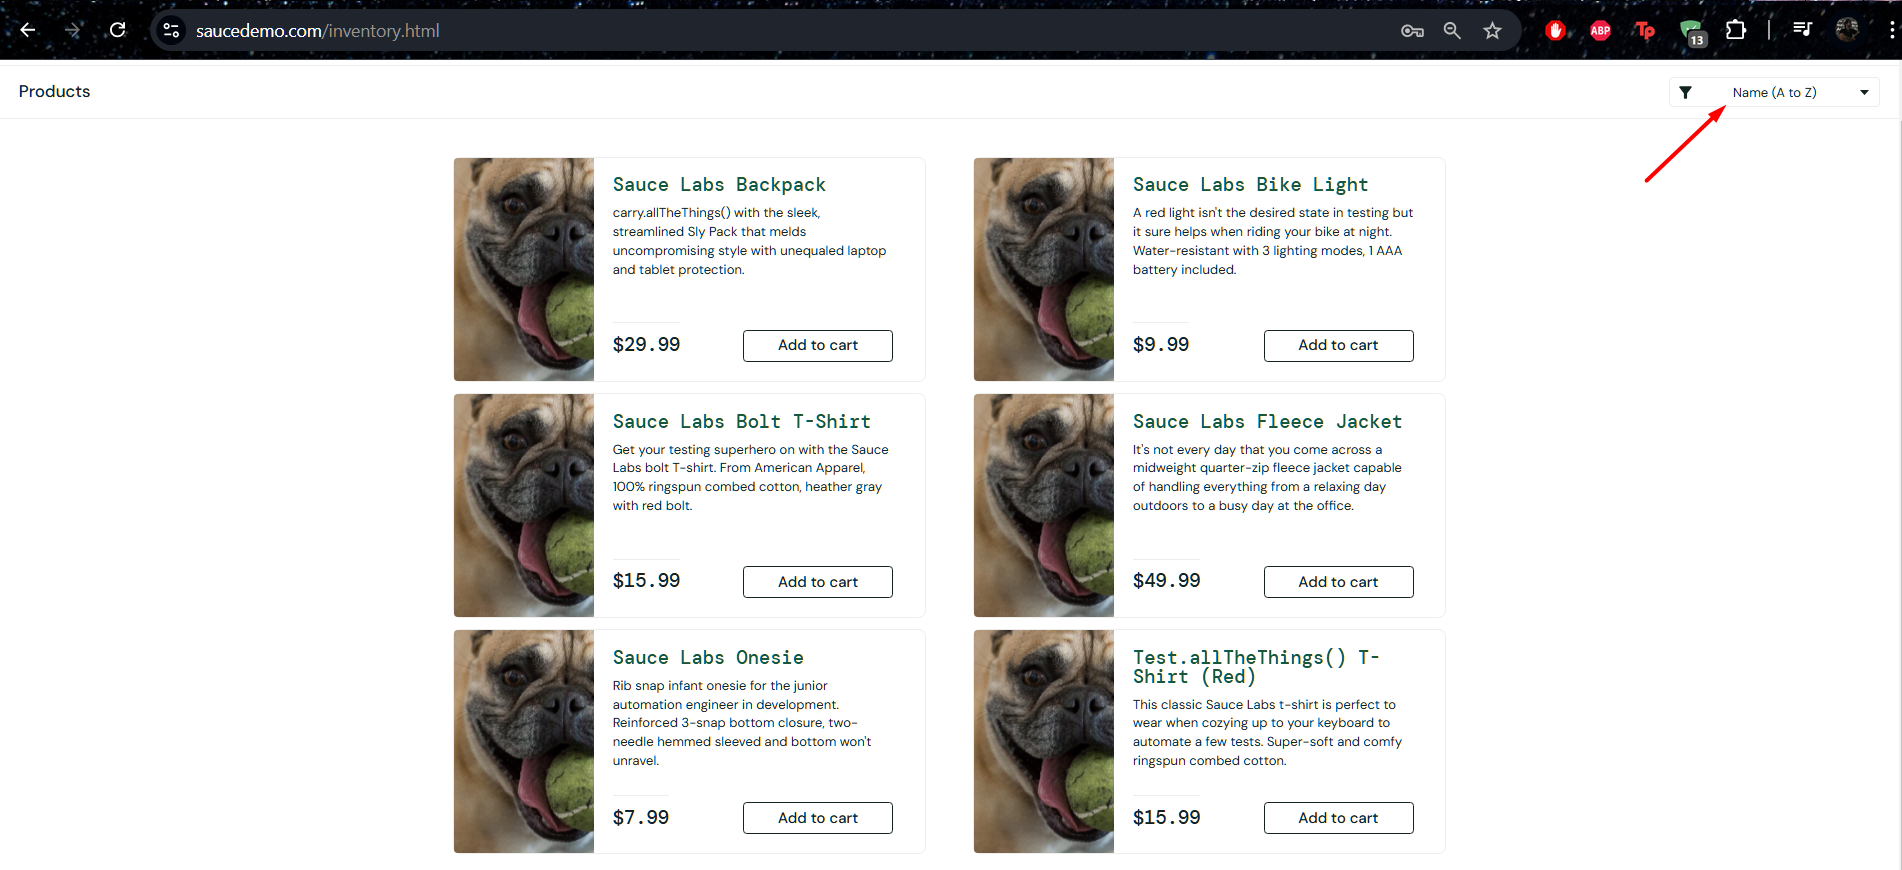 saucedemo.com/inventory.html
ABP
Tp
13
Products
Name (A to Z)
Sauce Labs Backpack
carry.allTheThings() with the sleek,
streamlined Sly Pack that melds
uncompromising style with unequaled laptop
and tablet protection.
$29.99
Add to cart
Sauce Labs Bike Light
A red light isn't the desired state in testing but
it sure helps when riding your bike at night.
Water-resistant with 3 lighting modes, 1 AAA
battery included.
$9.99
Add to cart
Sauce Labs Bolt T-Shirt
Get your testing superhero on with the Sauce
Labs bolt T-shirt. From American Apparel,
100% ringspun combed cotton, heather gray
with red bolt.
$15.99
Add to cart
Sauce Labs Fleece Jacket
It's not every day that you come across a
midweight quarter-zip fleece jacket capable
of handling everything from a relaxing day
outdoors to a busy day at the office.
$49.99
Add to cart
Sauce Labs Onesie
Rib snap infant onesie for the junior
automation engineer in development.
Reinforced 3-snap bottom closure, two-
needle hemmed sleeved and bottom won't
unravel.
$7.99
Add to cart
Test.allTheThings() T-
Shirt (Red)
This classic Sauce Labs t-shirt is perfect to
wear when cozying up to your keyboard to
automate a few tests. Super-soft and comfy
ringspun combed cotton.
$15.99
Add to cart